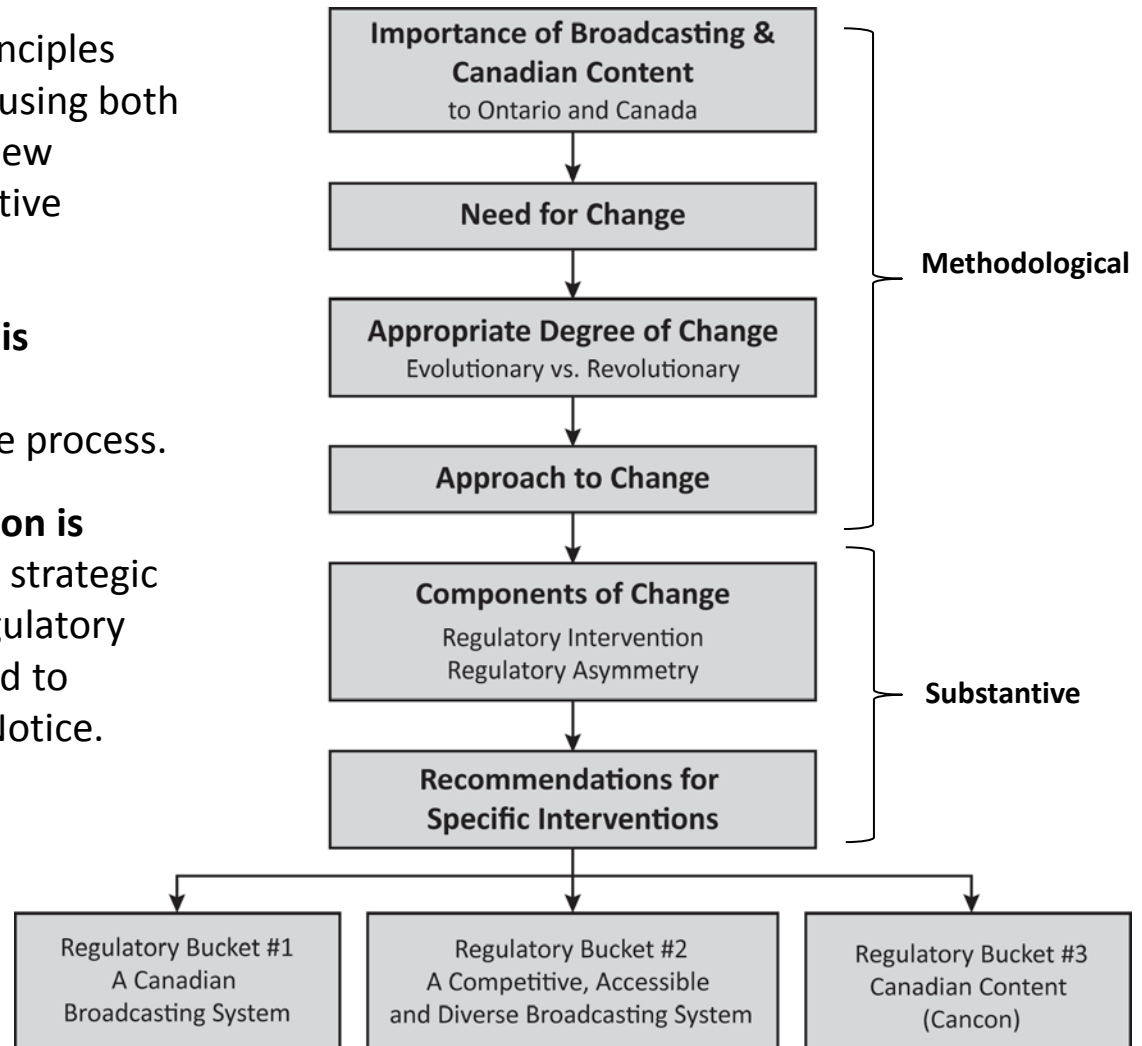 nciples
using both
ew
tive
is
e process.
on is
strategic
gulatory
d to
Notice.
Importance of Broadcasting &
Canadian Content
to Ontario and Canada
Need for Change
Appropriate Degree of Change
Evolutionary vs. Revolutionary
Approach to Change
Methodological
Components of Change
Regulatory Intervention
Regulatory Asymmetry
Recommendations for
Specific Interventions
Substantive
Regulatory Bucket #1
A Canadian
Broadcasting System
Regulatory Bucket #2
A Competitive, Accessible
and Diverse Broadcasting System
Regulatory Bucket #3
Canadian Content
(Cancon)